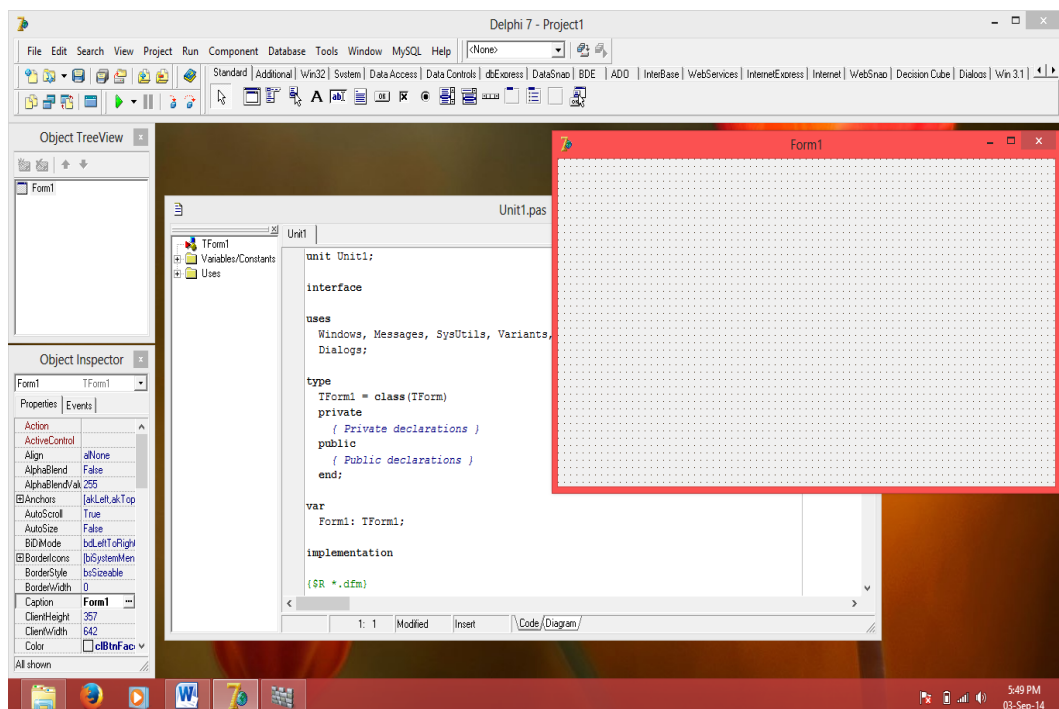 Delphi 7 - Project1
File Edit Search View Project Run Component Database Tools Window MySQL Help
<None>
Standard Additional Win32 System Data Access Data Controls dbExpress DataSnap BDE ADO InterBase WebServices InternetExpress Internet WebSnap Decision Cube Dialogs Win 3.1
Object TreeView
Form1
Object Inspector
Form1 TForm1
Properties Events
Action
ActiveControl
Align alNone
AlphaBlend False
AlphaBlendVal 255
Anchors [akLeft,akTop
AutoScroll True
AutoSize False
BiDiMode bdLeftToRight
BorderIcons [biSystemMen
BorderStyle bsSizeable
BorderWidth 0
Caption Form1 ...
ClientHeight 357
ClientWidth 642
Color clBtnFac
All shown
Unit1.pas
TForm1
Variables/Constants
Uses
Unit1
unit Unit1;
interface
uses
Windows, Messages, SysUtils, Variants,
Dialogs;
type
TForm1 = class(TForm)
private
{ Private declarations }
public
{ Public declarations }
end;
var
Form1: TForm1;
implementation
{$R *.dfm}
1: 1 Modified Insert Code Diagram
Form1
5:49 PM
03-Sep-14